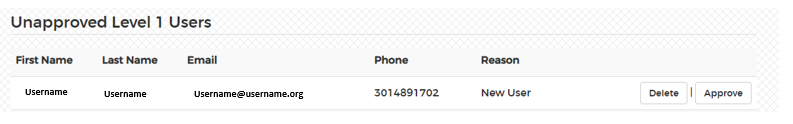 Unapproved Level 1 Users
First Name Last Name Email Phone Reason
Username Username Username@username.org 3014891702 New User Delete | Approve